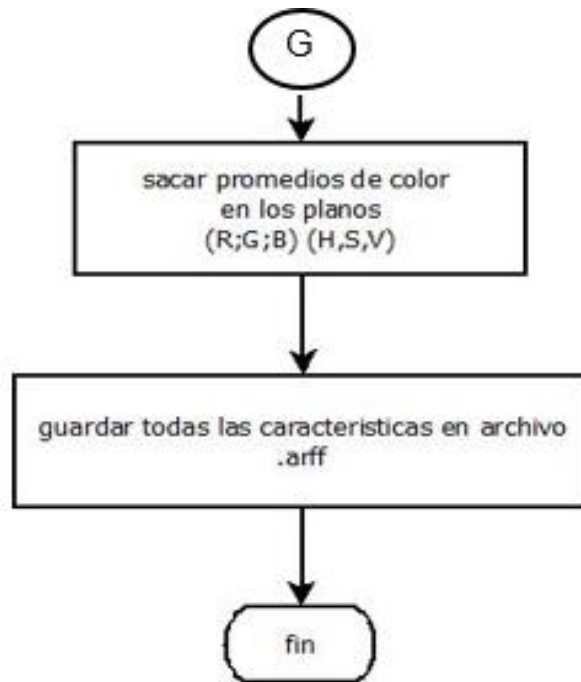 G
sacar promedios de color
en los planos
(R;G;B) (H,S,V)
guardar todas las caracteristicas en archivo
.arff
fin